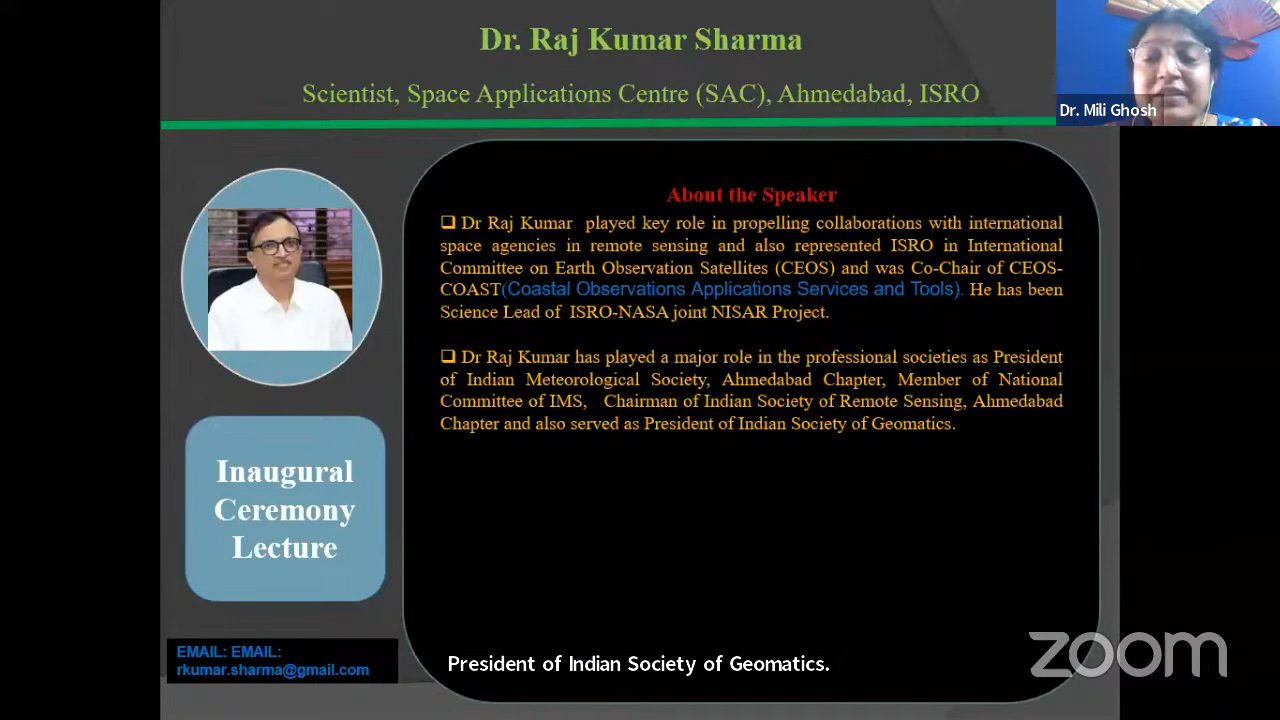 Dr. Raj Kumar Sharma
Scientist, Space Applications Centre (SAC), Ahmedabad, ISRO
Dr. Mili Ghosh
About the Speaker
❑ Dr Raj Kumar played key role in propelling collaborations with international
space agencies in remote sensing and also represented ISRO in International
Committee on Earth Observation Satellites (CEOS) and was Co-Chair of CEOS-
COAST(Coastal Observations Applications Services and Tools). He has been
Science Lead of ISRO-NASA joint NISAR Project.
❑ Dr Raj Kumar has played a major role in the professional societies as President
of Indian Meteorological Society, Ahmedabad Chapter, Member of National
Committee of IMS, Chairman of Indian Society of Remote Sensing, Ahmedabad
Chapter and also served as President of Indian Society of Geomatics.
Inaugural
Ceremony
Lecture
EMAIL: EMAIL:
rkumar.sharma@gmail.com
President of Indian Society of Geomatics.
zoom